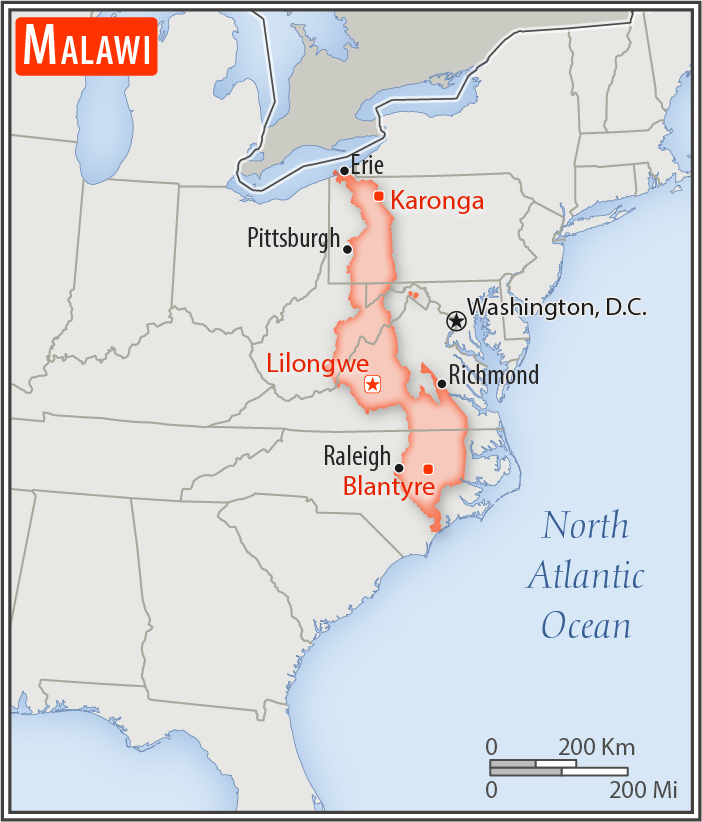 MALAWI
Erie
Karonga
Pittsburgh
Washington, D.C.
Lilongwe
Richmond
Raleigh
Blantyre
North
Atlantic
Ocean
0 200 Km
0 200 Mi